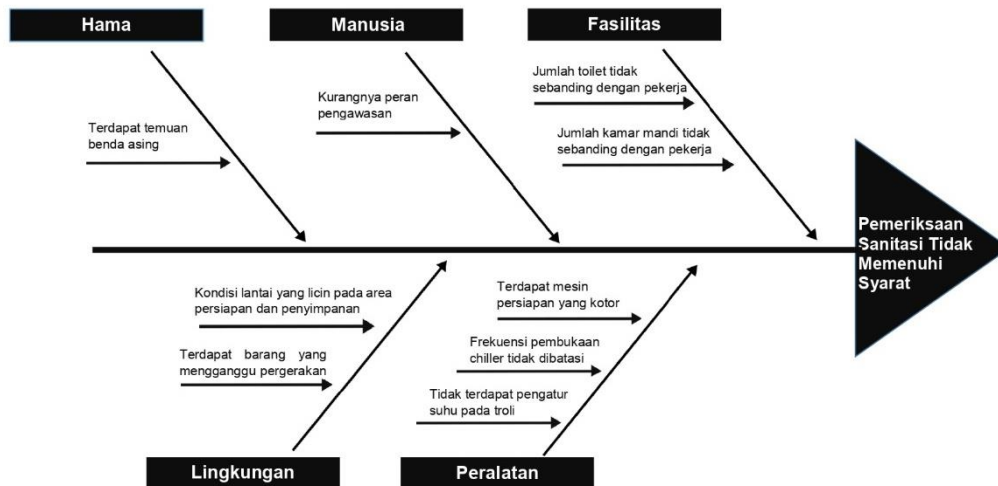 Hama
Manusia
Fasilitas
Terdapat temuan
benda asing
Kurangnya peran
pengawasan
Jumlah toilet tidak
sebanding dengan pekerja
Jumlah kamar mandi tidak
sebanding dengan pekerja
Pemeriksaan
Sanitasi Tidak
Memenuhi
Syarat
Kondisi lantai yang licin pada area
persiapan dan penyimpanan
Terdapat barang yang
mengganggu pergerakan
Terdapat mesin
persiapan yang kotor
Frekuensi pembukaan
chiller tidak dibatasi
Tidak terdapat pengatur
suhu pada troli
Lingkungan
Peralatan